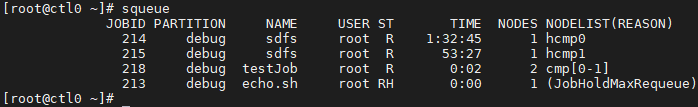 [root@ctl0 ~]# squeue
JOBID PARTITION NAME USER ST TIME NODES NODELIST(REASON)
214 debug sdfs root R 1:32:45 1 hcmp0
215 debug sdfs root R 53:27 1 hcmp1
218 debug testJob root R 0:02 2 cmp[0-1]
213 debug echo.sh root RH 0:00 1 (JobHoldMaxRequeue)
[root@ctl0 ~]#